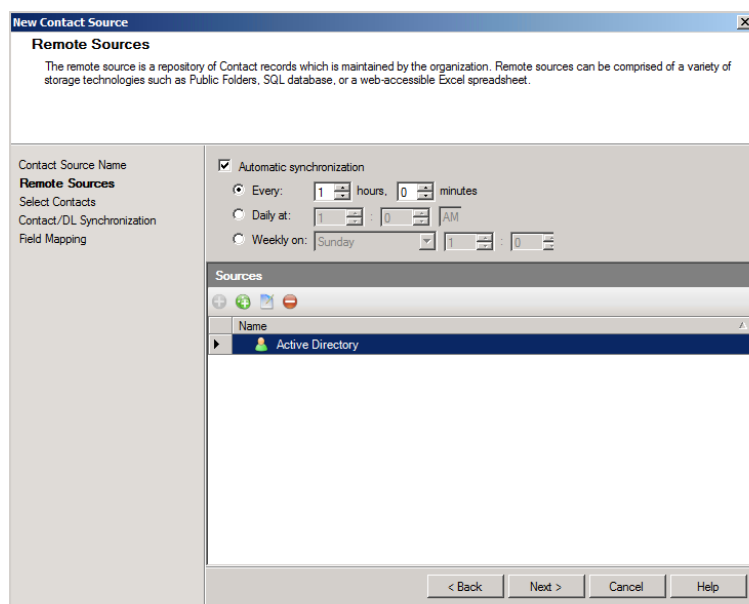 New Contact Source
Remote Sources
The remote source is a repository of Contact records which is maintained by the organization. Remote sources can be comprised of a variety of
storage technologies such as Public Folders, SQL database, or a web-accessible Excel spreadsheet.
Contact Source Name
Remote Sources
Select Contacts
Contact/DL Synchronization
Field Mapping
Automatic synchronization
Every: 1 hours, 0 minutes
Daily at: 1 : 0 AM
Weekly on: Sunday 1 : 0
Sources
Name
Active Directory
< Back Next > Cancel Help